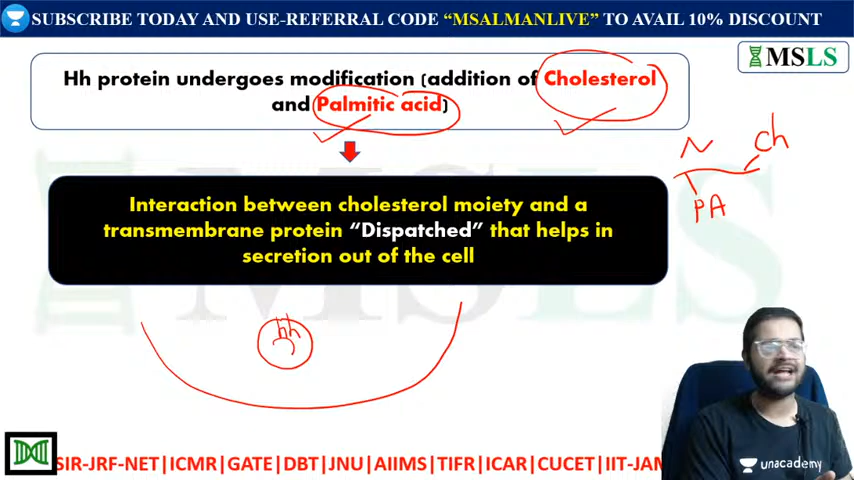 SUBSCRIBE TODAY AND USE-REFERRAL CODE “MSALMANLIVE” TO AVAIL 10% DISCOUNT
MSLS
Hh protein undergoes modification (addition of Cholesterol
and Palmitic acid)
N
Ch
PA
Interaction between cholesterol moiety and a
transmembrane protein “Dispatched” that helps in
secretion out of the cell
MSLS
hh
unacademy
SIR-JRF-NET|ICMR|GATE|DBT|JNU|AIIMS|TIFR|ICAR|CUCET|IIT-JAM